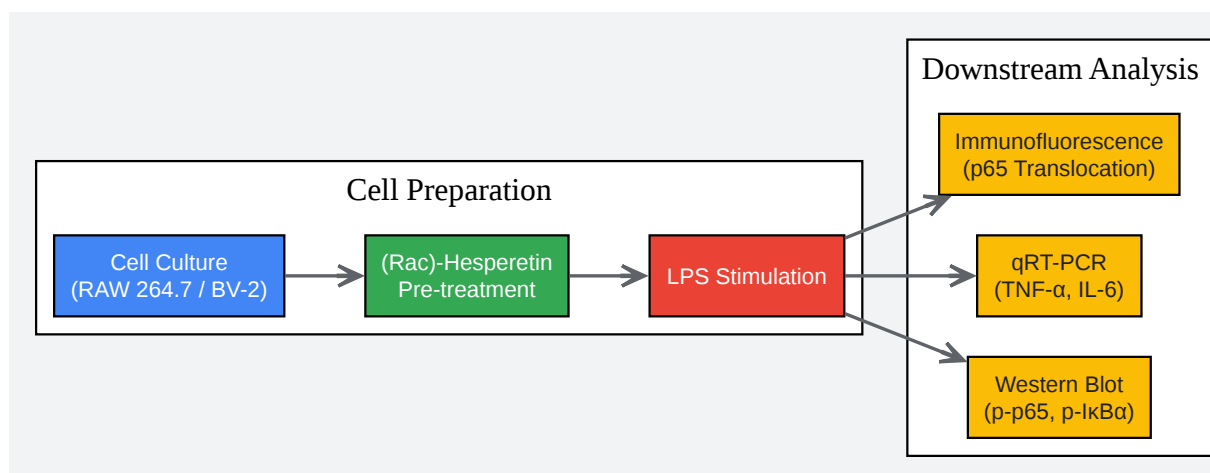 Cell Preparation
Cell Culture
(RAW 264.7 / BV-2)
(Rac)-Hesperetin
Pre-treatment
LPS Stimulation
Downstream Analysis
Immunofluorescence
(p65 Translocation)
qRT-PCR
(TNF-α, IL-6)
Western Blot
(p-p65, p-IκBα)